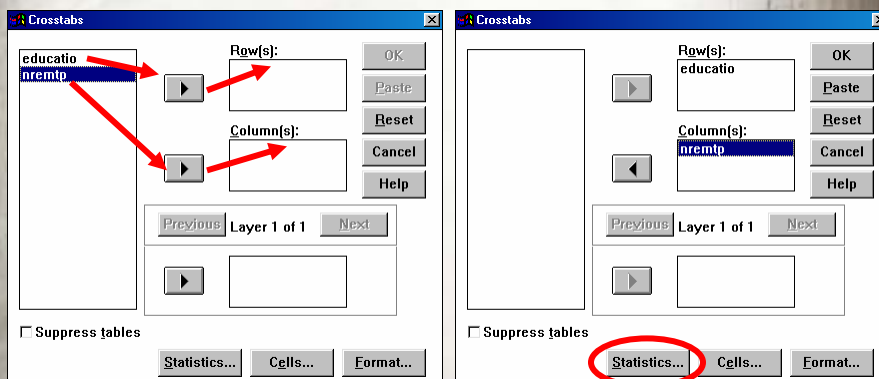 Crosstabs
educatio
nremtp
Row(s):
Column(s):
OK
Paste
Reset
Cancel
Help
Previous Layer 1 of 1 Next
Suppress tables
Statistics... Cells... Format...
Crosstabs
Row(s):
educatio
Column(s):
nremtp
OK
Paste
Reset
Cancel
Help
Previous Layer 1 of 1 Next
Suppress tables
Statistics... Cells... Format...